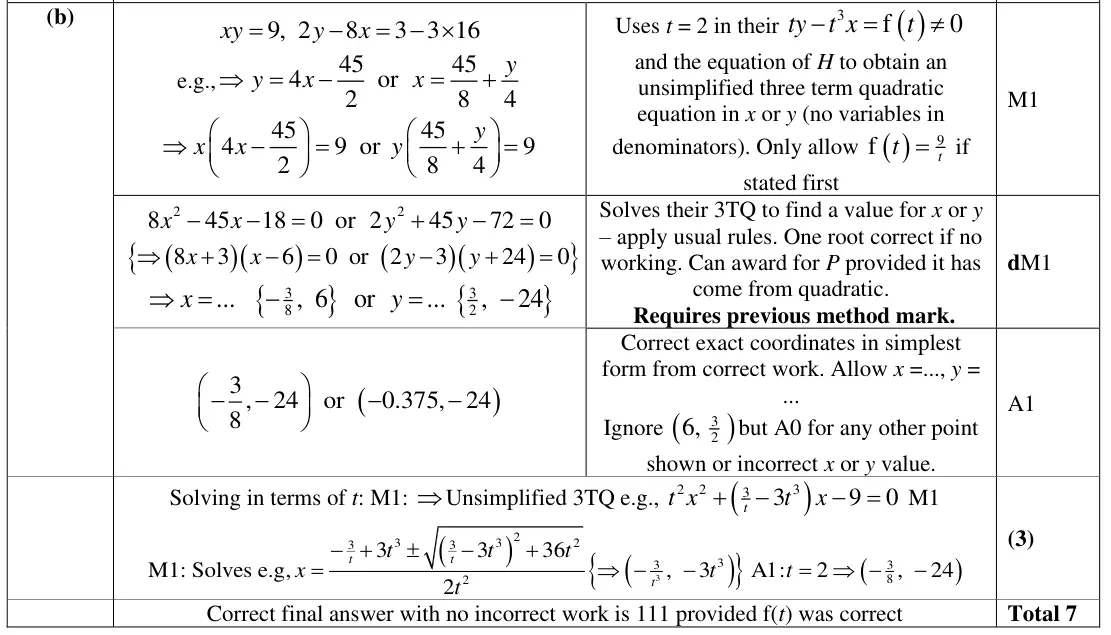 (b)
xy = 9, 2y − 8x = 3 − 3×16
e.g., ⇒ y = 4x − 45/2 or x = 45/8 + y/4
⇒ x(4x − 45/2) = 9 or y(45/8 + y/4) = 9
Uses t = 2 in their ty − t³x = f(t) ≠ 0
and the equation of H to obtain an
unsimplified three term quadratic
equation in x or y (no variables in
denominators). Only allow f(t) = 9/t if
stated first
M1
8x² − 45x − 18 = 0 or 2y² + 45y − 72 = 0
{⇒ (8x + 3)(x − 6) = 0 or (2y − 3)(y + 24) = 0}
⇒ x = ... {−3/8, 6} or y = ... {3/2, −24}
Solves their 3TQ to find a value for x or y
– apply usual rules. One root correct if no
working. Can award for P provided it has
come from quadratic.
Requires previous method mark.
dM1
(−3/8, −24) or (−0.375, −24)
Correct exact coordinates in simplest
form from correct work. Allow x =..., y =
...
Ignore (6, 3/2) but A0 for any other point
shown or incorrect x or y value.
A1
Solving in terms of t: M1: ⇒ Unsimplified 3TQ e.g., t²x² + (3/t − 3t³)x − 9 = 0 M1
M1: Solves e.g, x = (−3/t + 3t³ ± √((3/t − 3t³)² + 36t²))/(2t²) {⇒ (−3/t³, −3t³)} A1: t = 2 ⇒ (−3/8, −24)
(3)
Correct final answer with no incorrect work is 111 provided f(t) was correct
Total 7